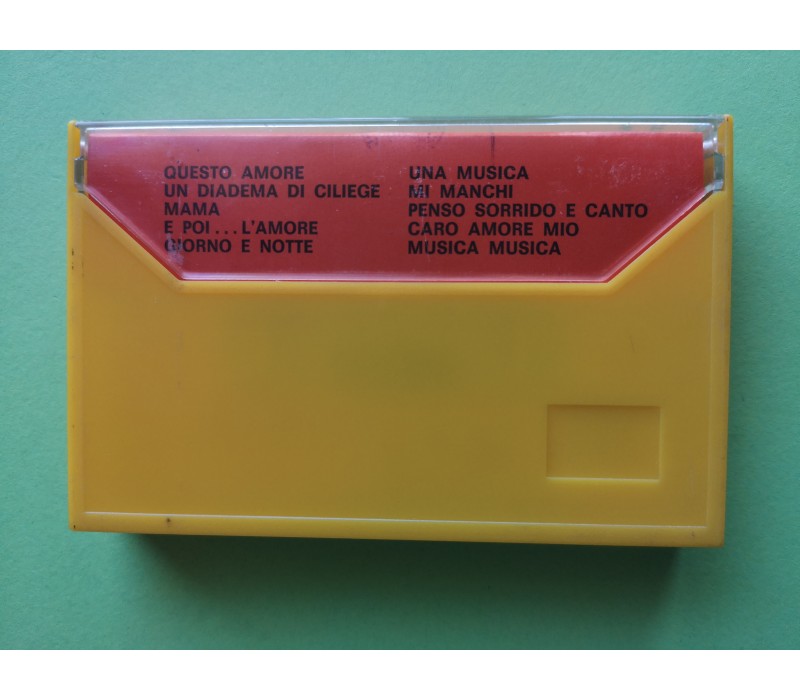 QUESTO AMORE
UN DIADEMA DI CILIEGE
MAMA
E POI...L'AMORE
GIORNO E NOTTE
UNA MUSICA
MI MANCHI
PENSO SORRIDO E CANTO
CARO AMORE MIO
MUSICA MUSICA